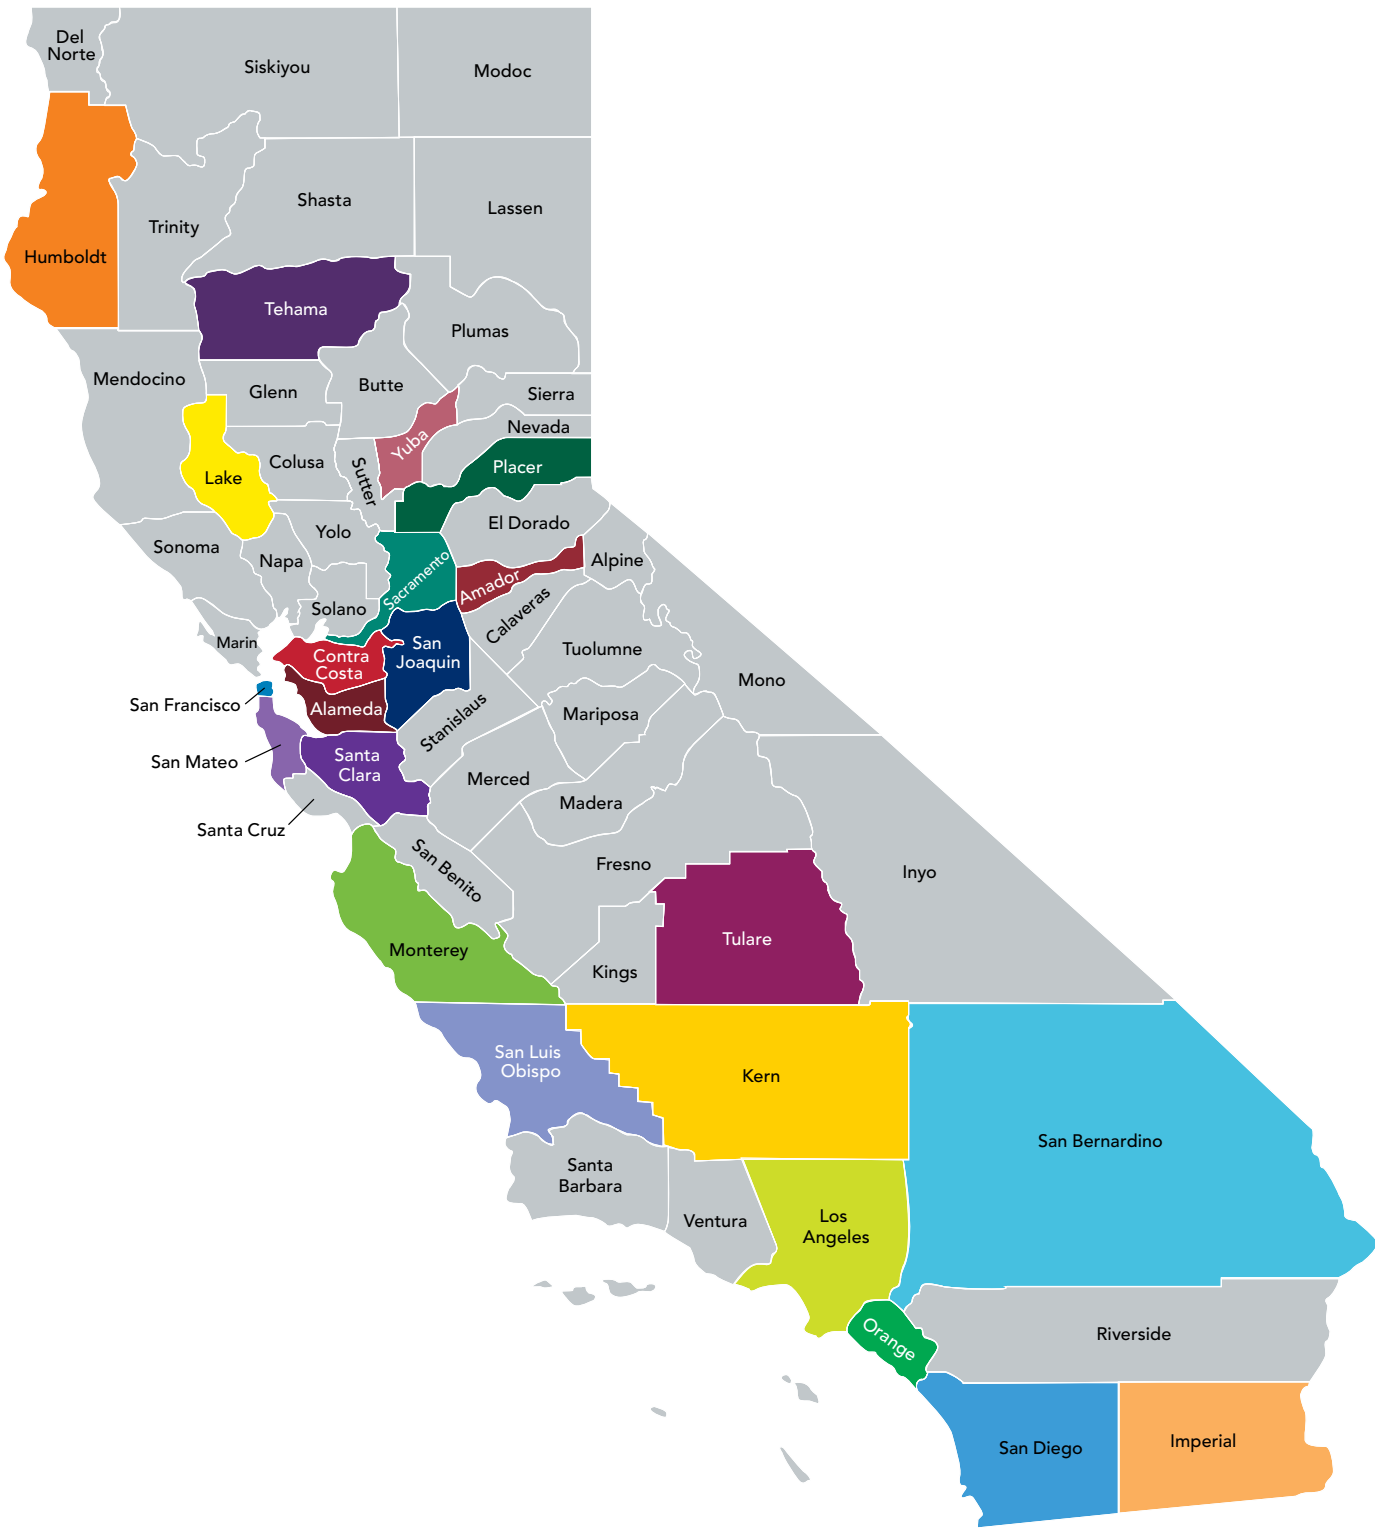 Del
Norte
Siskiyou
Modoc
Shasta
Lassen
Trinity
Humboldt
Tehama
Plumas
Mendocino
Glenn
Butte
Sierra
Nevada
Yuba
Placer
Colusa
Sutter
Lake
El Dorado
Yolo
Sonoma
Napa
Alpine
Sacramento
Amador
Solano
Calaveras
Marin
San
Joaquin
Contra
Costa
Tuolumne
Mono
San Francisco
Alameda
Stanislaus
Mariposa
San Mateo
Santa
Clara
Merced
Madera
Santa Cruz
San Benito
Fresno
Inyo
Monterey
Tulare
Kings
San Luis
Obispo
Kern
San Bernardino
Santa
Barbara
Ventura
Los
Angeles
Orange
Riverside
San Diego
Imperial